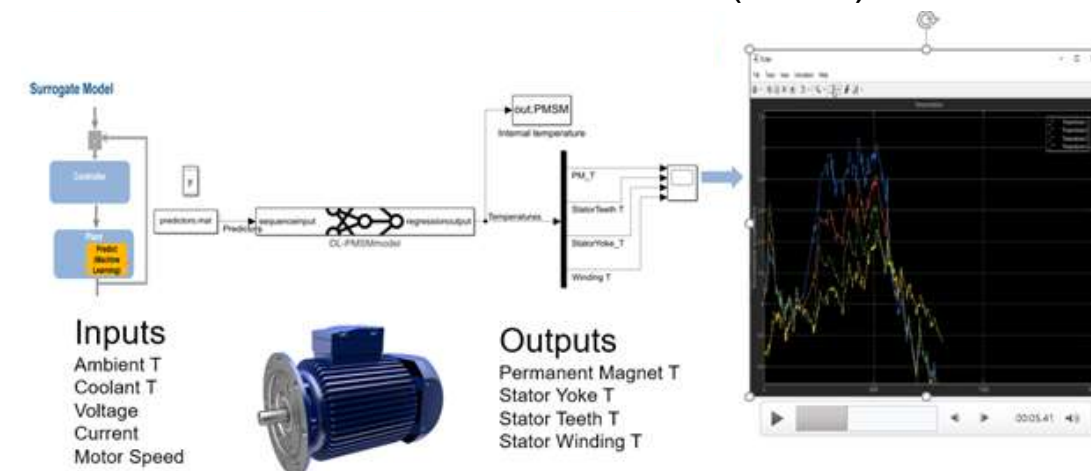 Surrogate Model
Controller
Plant
Predict
(Machine
Learning)
predictors.mat
Predictors
sequenceinput
regressionoutput
DL-PMSMmodel
out.PMSM
Internal temperature
Temperatures
PM_T
StatorTeeth T
StatorYoke_T
Winding T
Inputs
Ambient T
Coolant T
Voltage
Current
Motor Speed
Outputs
Permanent Magnet T
Stator Yoke T
Stator Teeth T
Stator Winding T
00:05.41